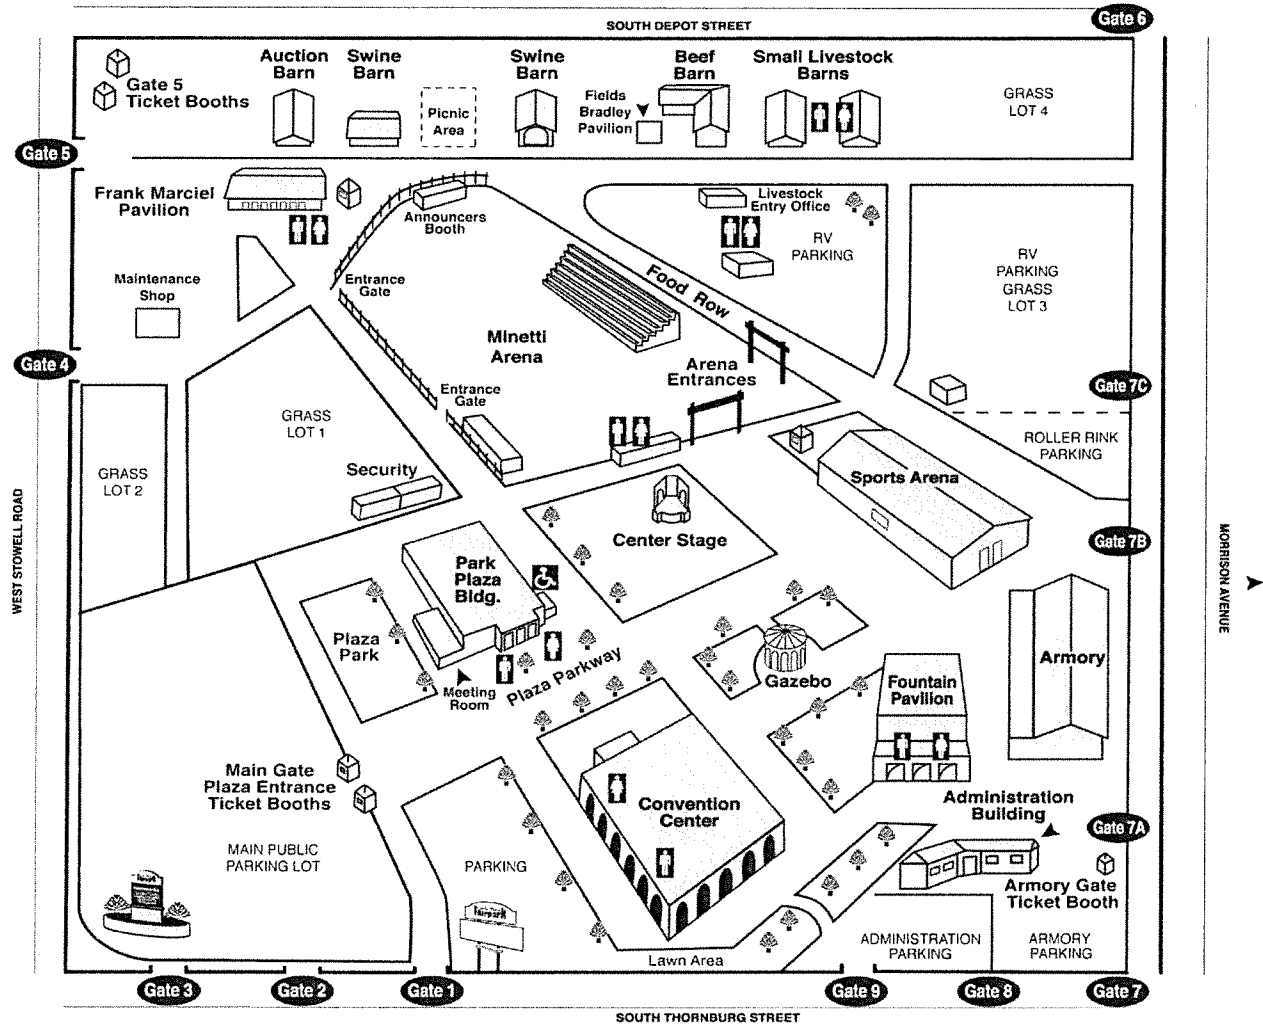 SOUTH DEPOT STREET
Gate 6
Gate 5
Ticket Booths
Auction
Barn
Swine
Barn
Picnic
Area
Swine
Barn
Fields
Bradley
Pavilion
Beef
Barn
Small Livestock
Barns
GRASS
LOT 4
Gate 5
Frank Marciel
Pavilion
Announcers
Booth
Livestock
Entry Office
RV
PARKING
RV
PARKING
GRASS
LOT 3
Maintenance
Shop
Entrance
Gate
Food Row
Minetti
Arena
Gate 4
Arena
Entrances
Entrance
Gate
Gate 7C
GRASS
LOT 1
GRASS
LOT 2
Security
ROLLER RINK
PARKING
Sports Arena
WEST STOWELL ROAD
Center Stage
Gate 7B
MORRISON AVENUE
Park
Plaza
Bldg.
Plaza
Park
Meeting
Room
Plaza Parkway
Gazebo
Fountain
Pavilion
Armory
Main Gate
Plaza Entrance
Ticket Booths
Convention
Center
Administration
Building
Gate 7A
MAIN PUBLIC
PARKING LOT
PARKING
Armory Gate
Ticket Booth
Fairpark
Lawn Area
ADMINISTRATION
PARKING
ARMORY
PARKING
Gate 3
Gate 2
Gate 1
Gate 9
Gate 8
Gate 7
SOUTH THORNBURG STREET